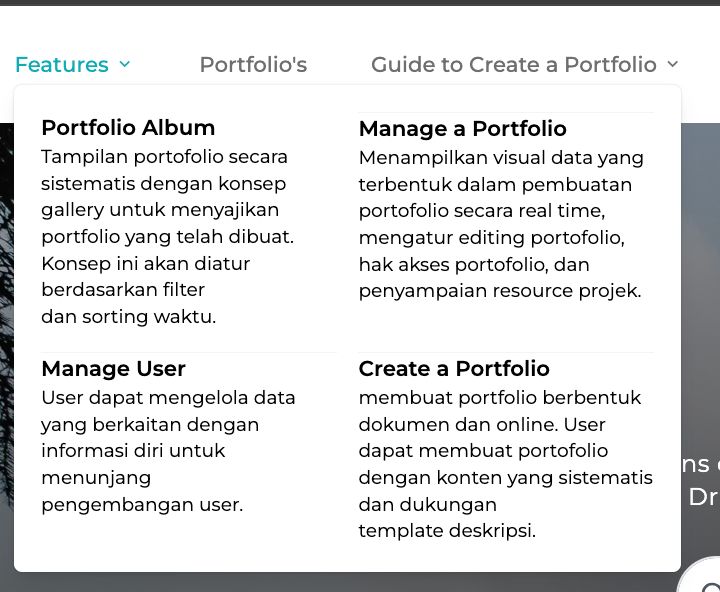 Features
Portfolio's
Guide to Create a Portfolio
Portfolio Album
Tampilan portofolio secara
sistematis dengan konsep
gallery untuk menyajikan
portfolio yang telah dibuat.
Konsep ini akan diatur
berdasarkan filter
dan sorting waktu.
Manage a Portfolio
Menampilkan visual data yang
terbentuk dalam pembuatan
portofolio secara real time,
mengatur editing portofolio,
hak akses portofolio, dan
penyampaian resource projek.
Manage User
User dapat mengelola data
yang berkaitan dengan
informasi diri untuk
menunjang
pengembangan user.
Create a Portfolio
membuat portfolio berbentuk
dokumen dan online. User
dapat membuat portofolio
dengan konten yang sistematis
dan dukungan
template deskripsi.